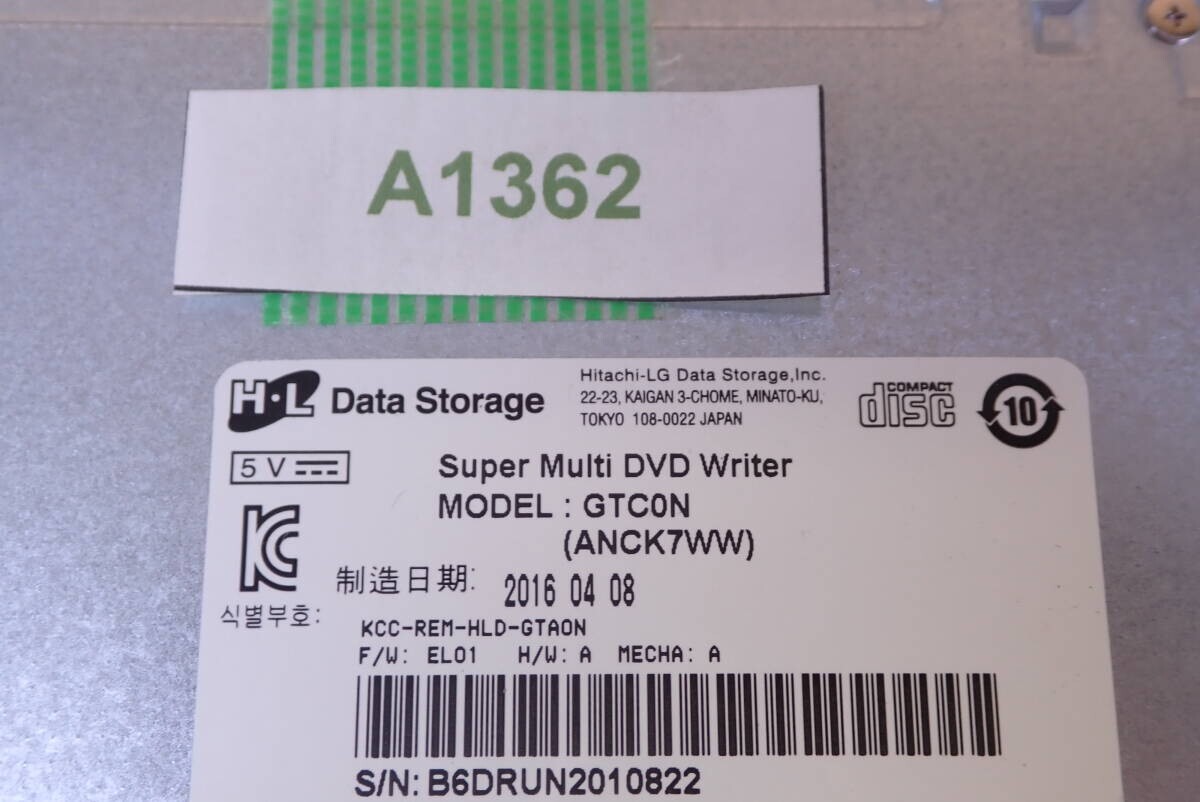 A1362
H·L Data Storage
Hitachi-LG Data Storage,Inc.
22-23, KAIGAN 3-CHOME, MINATO-KU,
TOKYO 108-0022 JAPAN
COMPACT
disc
10
5 V
Super Multi DVD Writer
MODEL : GTC0N
(ANCK7WW)
制造日期: 2016 04 08
식별부호:
KCC-REM-HLD-GTA0N
F/W: EL01 H/W: A MECHA: A
S/N: B6DRUN2010822